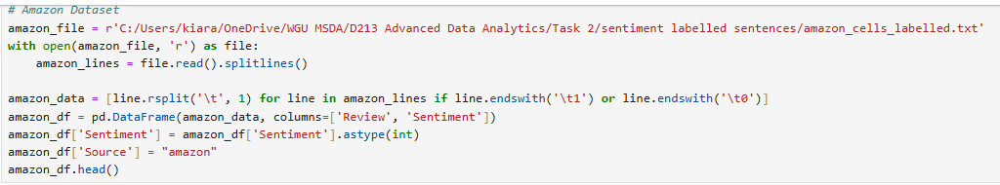 # Amazon Dataset
amazon_file = r'C:/Users/kiara/OneDrive/WGU MSDA/D213 Advanced Data Analytics/Task 2/sentiment labelled sentences/amazon_cells_labelled.txt'
with open(amazon_file, 'r') as file:
    amazon_lines = file.read().splitlines()

amazon_data = [line.rsplit('\t', 1) for line in amazon_lines if line.endswith('\t1') or line.endswith('\t0')]
amazon_df = pd.DataFrame(amazon_data, columns=['Review', 'Sentiment'])
amazon_df['Sentiment'] = amazon_df['Sentiment'].astype(int)
amazon_df['Source'] = "amazon"
amazon_df.head()